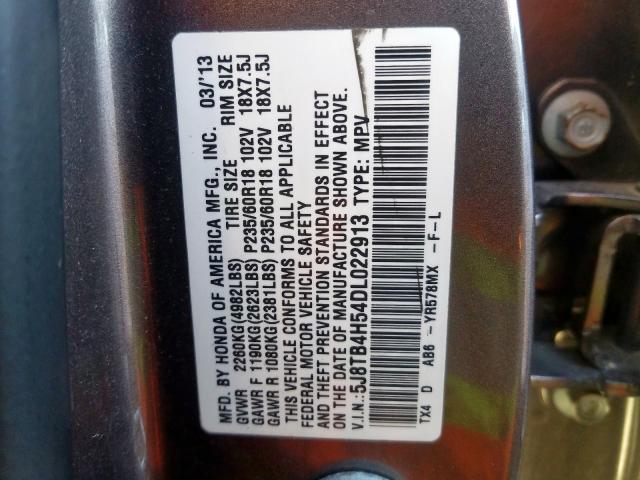 MFD. BY HONDA OF AMERICA MFG., INC. 03/'13
TIRE SIZE RIM SIZE
GVWR 2260KG(4982LBS)
GAWR F 1190KG(2623LBS) P235/60R18 102V 18X7.5J
GAWR R 1080KG(2381LBS) P235/60R18 102V 18X7.5J
THIS VEHICLE CONFORMS TO ALL APPLICABLE
FEDERAL MOTOR VEHICLE SAFETY
AND THEFT PREVENTION STANDARDS IN EFFECT
ON THE DATE OF MANUFACTURE SHOWN ABOVE.
V.I.N.: 5J8TB4H54DL022913 TYPE: MPV
TX4 D AB6 -YR578MX -F-L